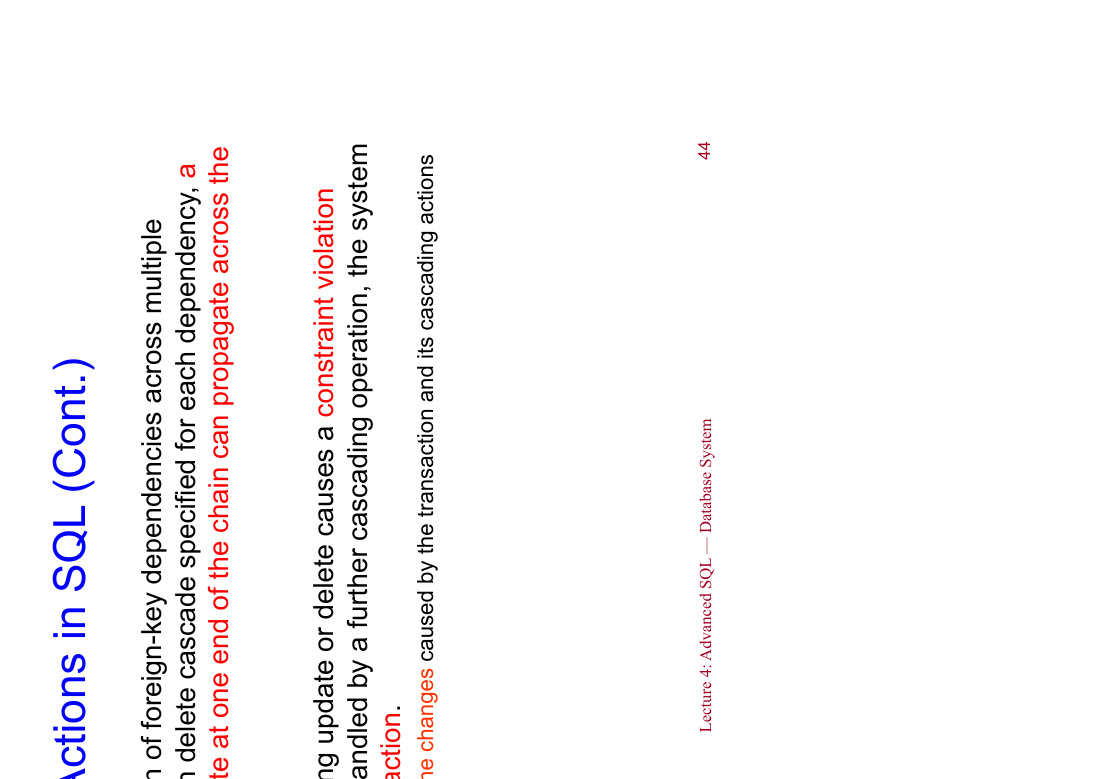 Actions in SQL (Cont.)
n of foreign-key dependencies across multiple
n delete cascade specified for each dependency, a
te at one end of the chain can propagate across the
ng update or delete causes a constraint violation
andled by a further cascading operation, the system
action.
ne changes caused by the transaction and its cascading actions
Lecture 4: Advanced SQL — Database System
44